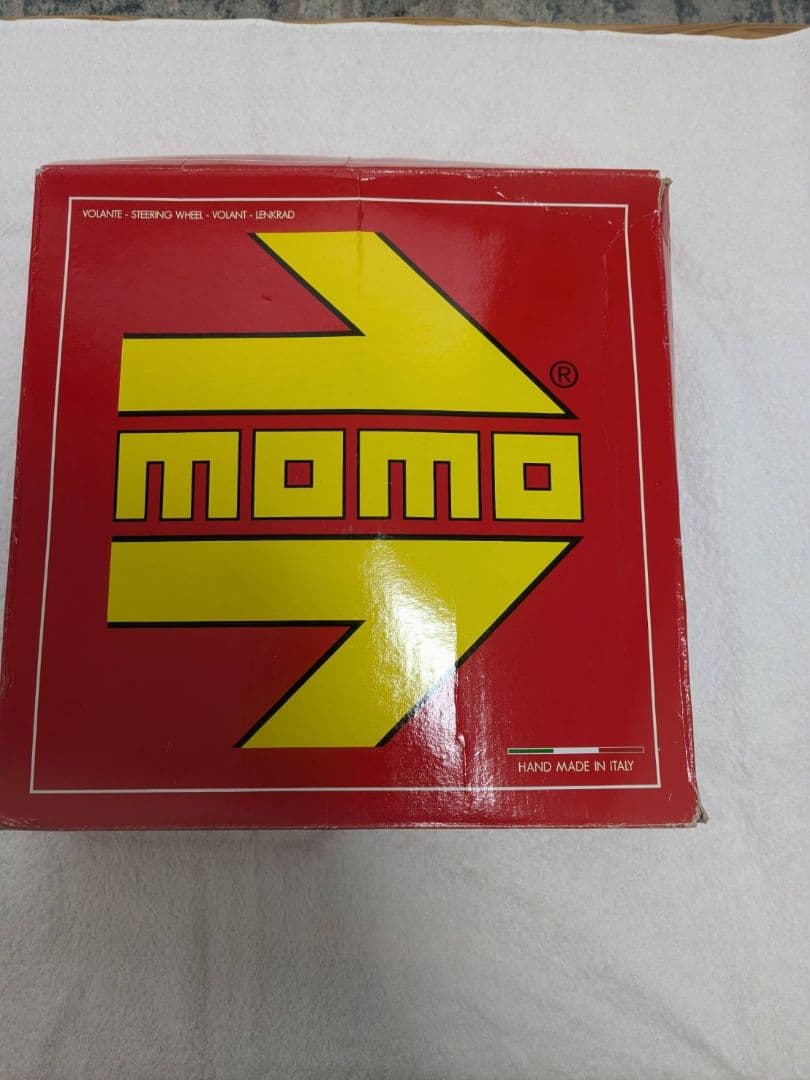 VOLANTE - STEERING WHEEL - VOLANT - LENKRAD
®
momo
HAND MADE IN ITALY